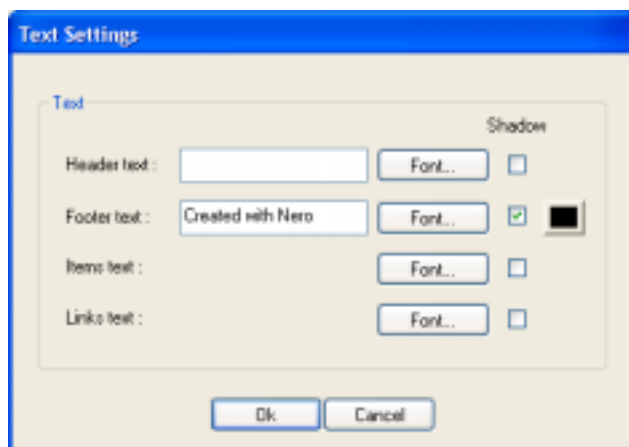 Text Settings
Text
Shadow
Header text :
Font...
Footer text :
Created with Nero
Font...
Items text :
Font...
Links text :
Font...
Ok
Cancel